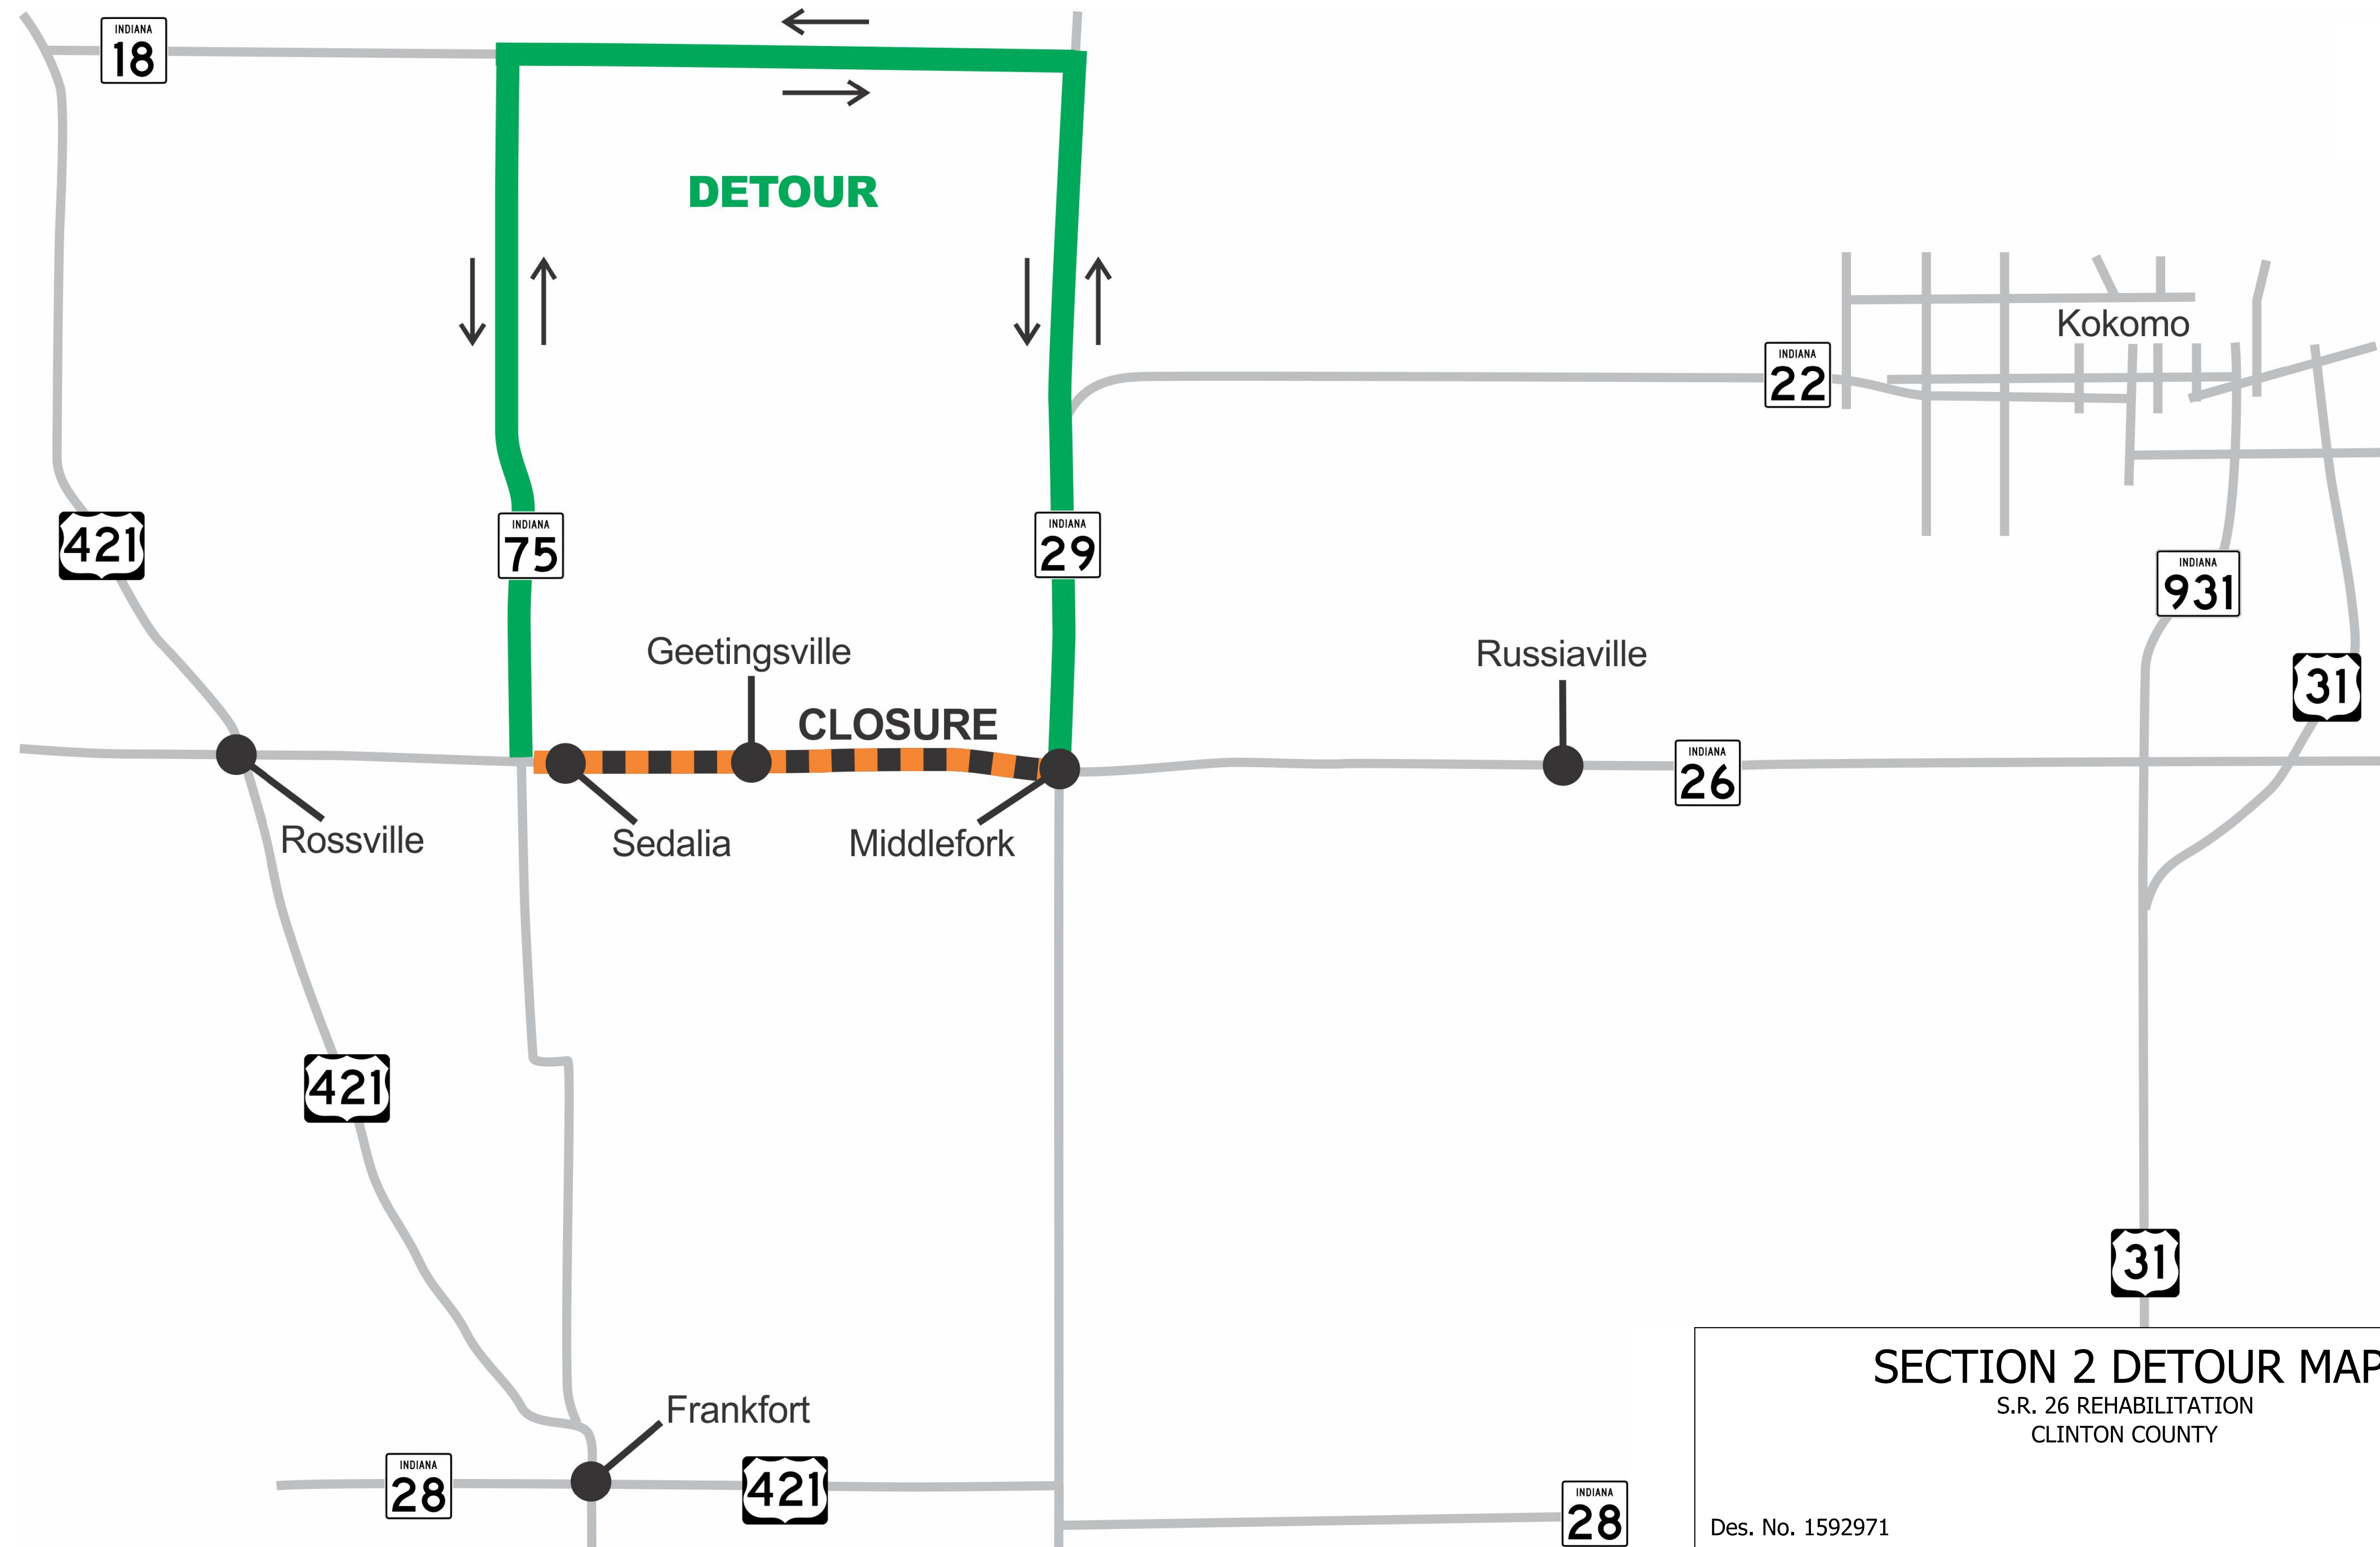 INDIANA
18
DETOUR
Kokomo
INDIANA
22
421
INDIANA
75
INDIANA
29
INDIANA
931
Geetingsville
Russiaville
31
CLOSURE
INDIANA
26
Rossville
Sedalia
Middlefork
421
31
SECTION 2 DETOUR MAP
S.R. 26 REHABILITATION
CLINTON COUNTY
Frankfort
INDIANA
28
421
INDIANA
28
Des. No. 1592971